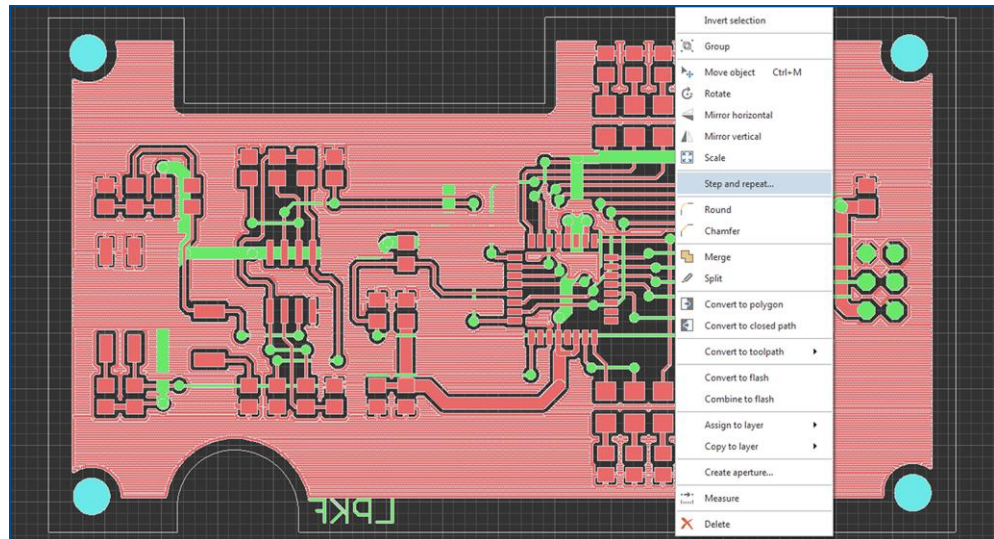 Invert selection
Group
Move object Ctrl+M
Rotate
Mirror horizontal
Mirror vertical
Scale
Step and repeat...
Round
Chamfer
Merge
Split
Convert to polygon
Convert to closed path
Convert to toolpath
Convert to flash
Combine to flash
Assign to layer
Copy to layer
Create aperture...
Measure
Delete
LPKF